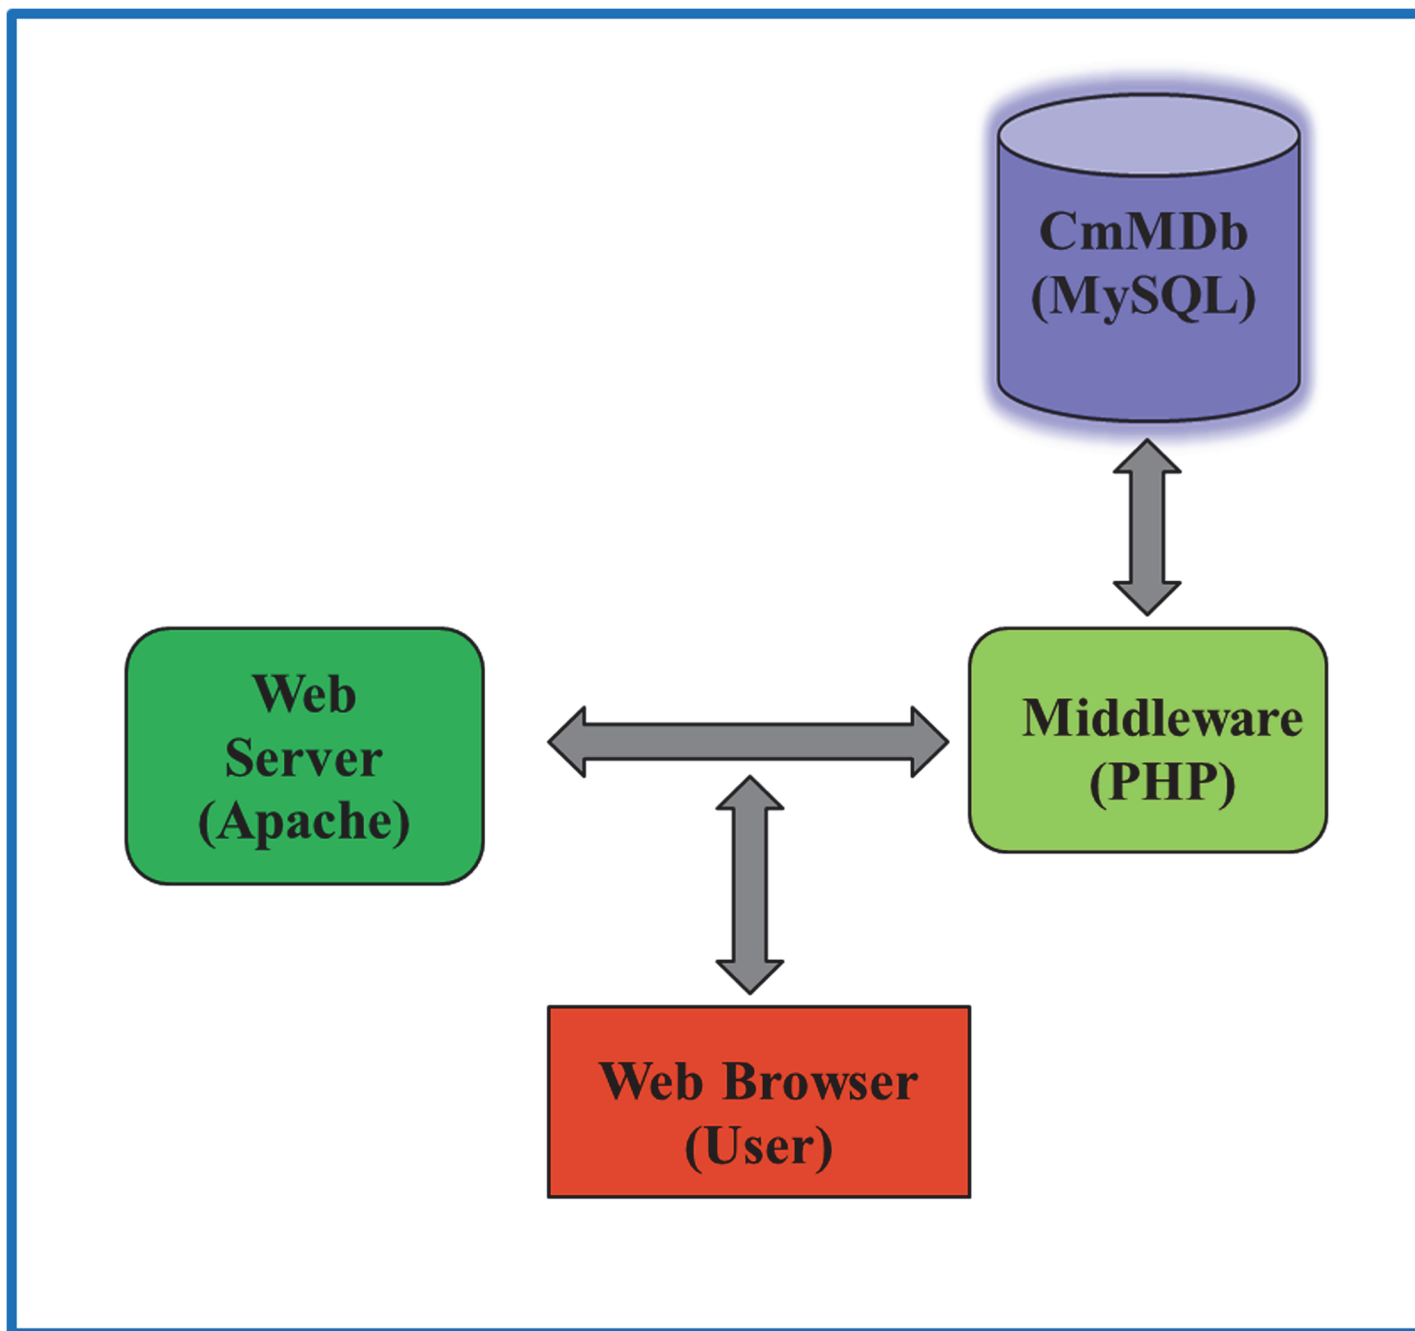 CmMDb
(MySQL)
Web
Server
(Apache)
Middleware
(PHP)
Web Browser
(User)